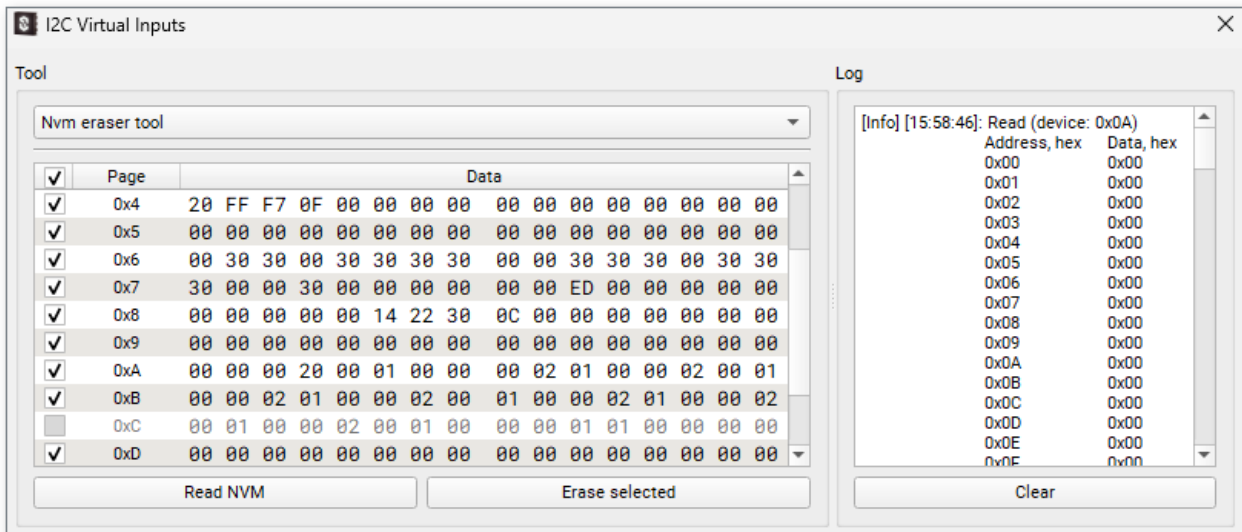 I2C Virtual Inputs
Tool
Nvm eraser tool
Page Data
0x4 20 FF F7 0F 00 00 00 00 00 00 00 00 00 00 00 00
0x5 00 00 00 00 00 00 00 00 00 00 00 00 00 00 00 00
0x6 00 30 30 00 30 30 30 30 00 00 30 30 30 00 30 30
0x7 30 00 00 30 00 00 00 00 00 00 ED 00 00 00 00 00
0x8 00 00 00 00 00 14 22 30 0C 00 00 00 00 00 00 00
0x9 00 00 00 00 00 00 00 00 00 00 00 00 00 00 00 00
0xA 00 00 00 20 00 01 00 00 00 02 01 00 00 02 00 01
0xB 00 00 02 01 00 00 02 00 01 00 00 02 01 00 00 02
0xC 00 01 00 00 02 00 01 00 00 00 01 01 00 00 00 00
0xD 00 00 00 00 00 00 00 00 00 00 00 00 00 00 00 00
Read NVM
Erase selected
Log
[Info] [15:58:46]: Read (device: 0x0A)
Address, hex Data, hex
0x00 0x00
0x01 0x00
0x02 0x00
0x03 0x00
0x04 0x00
0x05 0x00
0x06 0x00
0x07 0x00
0x08 0x00
0x09 0x00
0x0A 0x00
0x0B 0x00
0x0C 0x00
0x0D 0x00
0x0E 0x00
0x0F 0x00
Clear